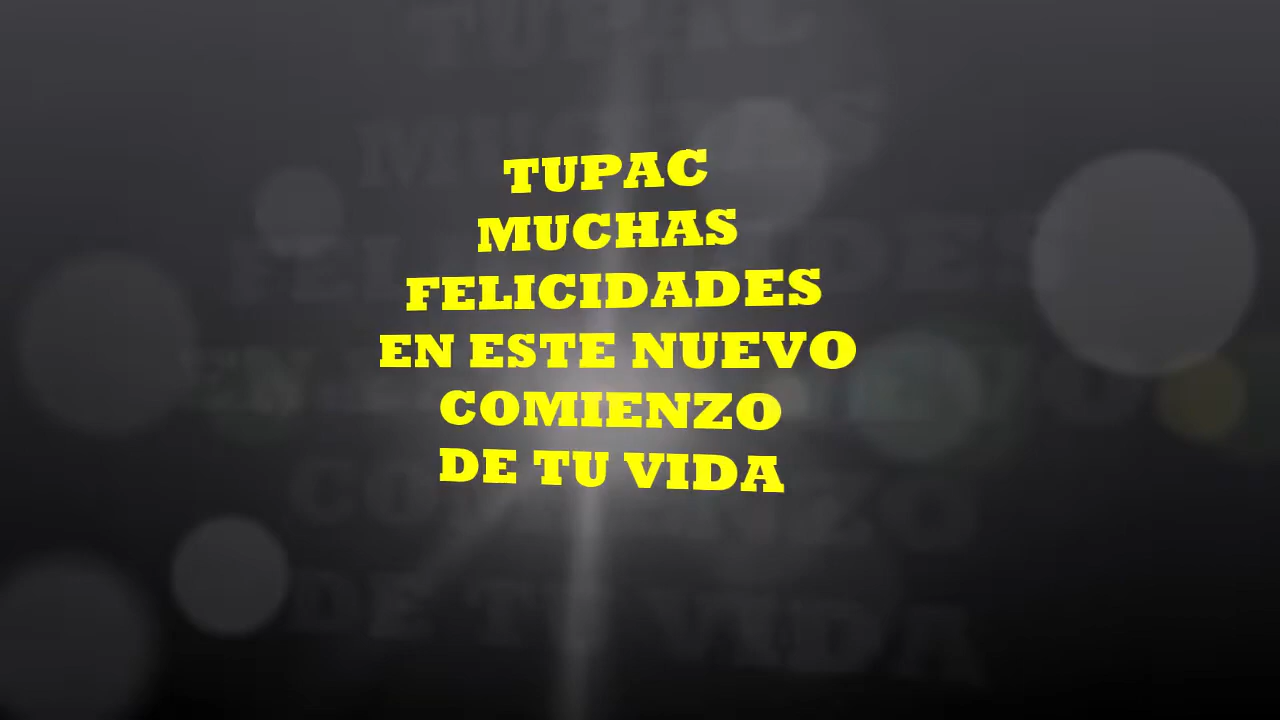 TUPAC
MUCHAS
FELICIDADES
EN ESTE NUEVO
COMIENZO
DE TU VIDA